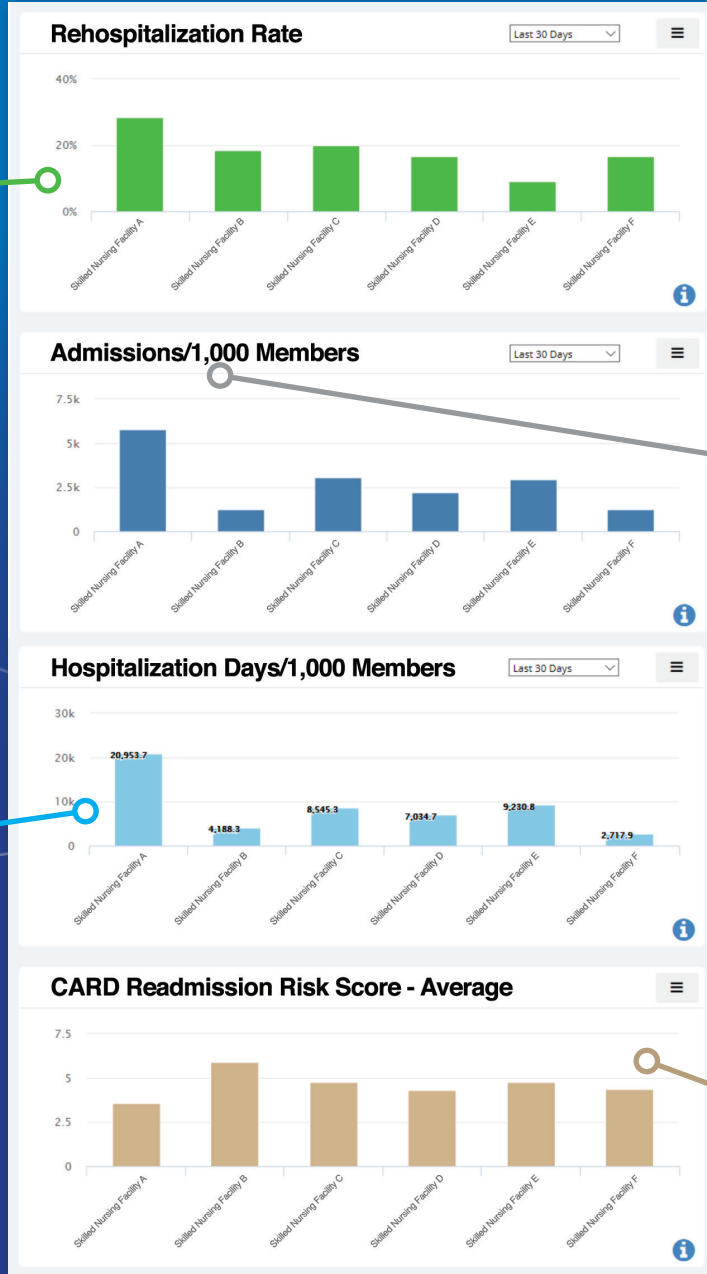 Rehospitalization Rate
Last 30 Days
40%
20%
0%
Skilled Nursing Facility A
Skilled Nursing Facility B
Skilled Nursing Facility C
Skilled Nursing Facility D
Skilled Nursing Facility E
Skilled Nursing Facility F
Admissions/1,000 Members
Last 30 Days
7.5k
5k
2.5k
0
Skilled Nursing Facility A
Skilled Nursing Facility B
Skilled Nursing Facility C
Skilled Nursing Facility D
Skilled Nursing Facility E
Skilled Nursing Facility F
Hospitalization Days/1,000 Members
Last 30 Days
30k
20k
10k
0
20,953.7
4,188.3
8,545.3
7,034.7
9,230.8
2,717.9
Skilled Nursing Facility A
Skilled Nursing Facility B
Skilled Nursing Facility C
Skilled Nursing Facility D
Skilled Nursing Facility E
Skilled Nursing Facility F
CARD Readmission Risk Score - Average
7.5
5
2.5
0
Skilled Nursing Facility A
Skilled Nursing Facility B
Skilled Nursing Facility C
Skilled Nursing Facility D
Skilled Nursing Facility E
Skilled Nursing Facility F